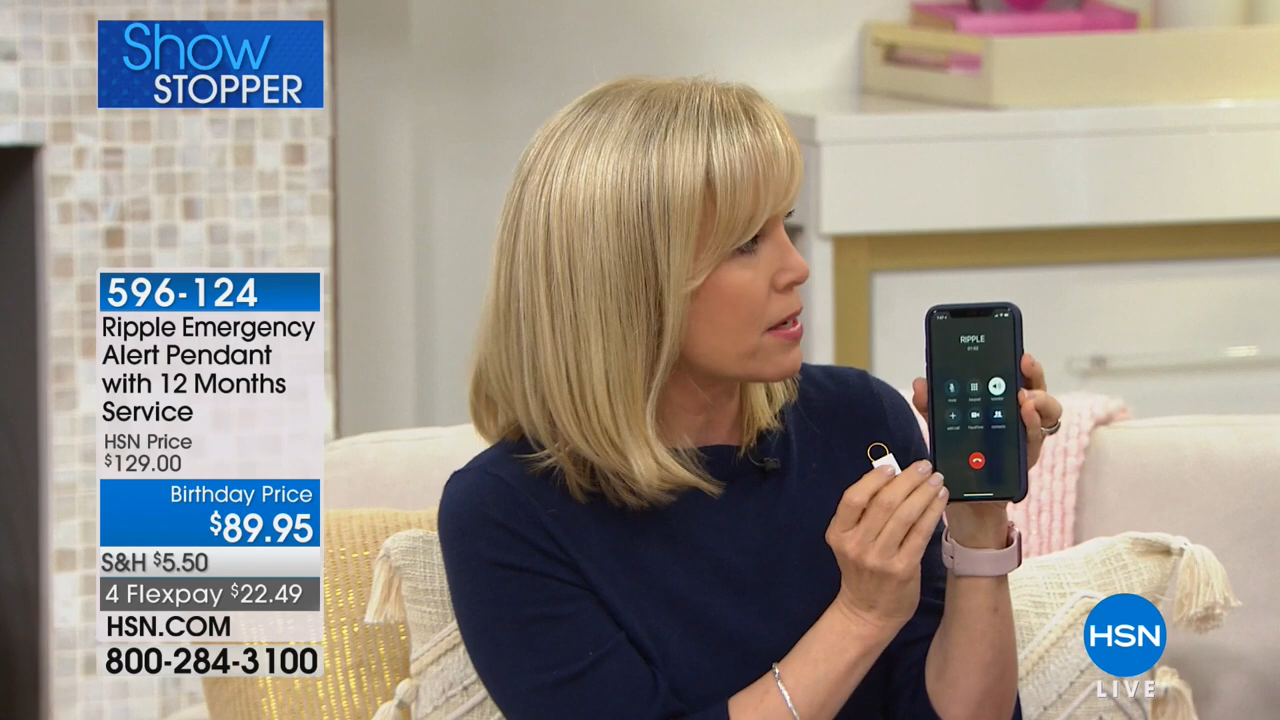 Show
STOPPER
596-124
Ripple Emergency
Alert Pendant
with 12 Months
Service
HSN Price
$129.00
Birthday Price
$89.95
S&H $5.50
4 Flexpay $22.49
HSN.COM
800-284-3100
RIPPLE
HSN
LIVE